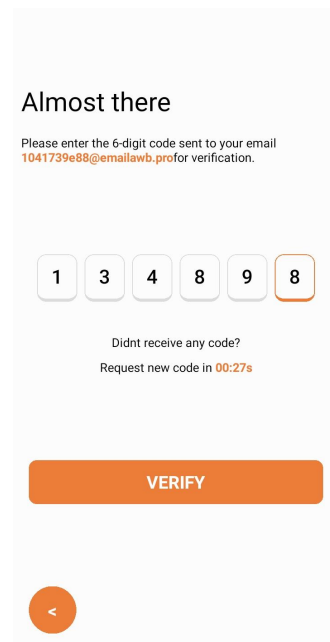 Almost there
Please enter the 6-digit code sent to your email
1041739e88@emailawb.profor verification.
1 3 4 8 9 8
Didnt receive any code?
Request new code in 00:27s
VERIFY
<